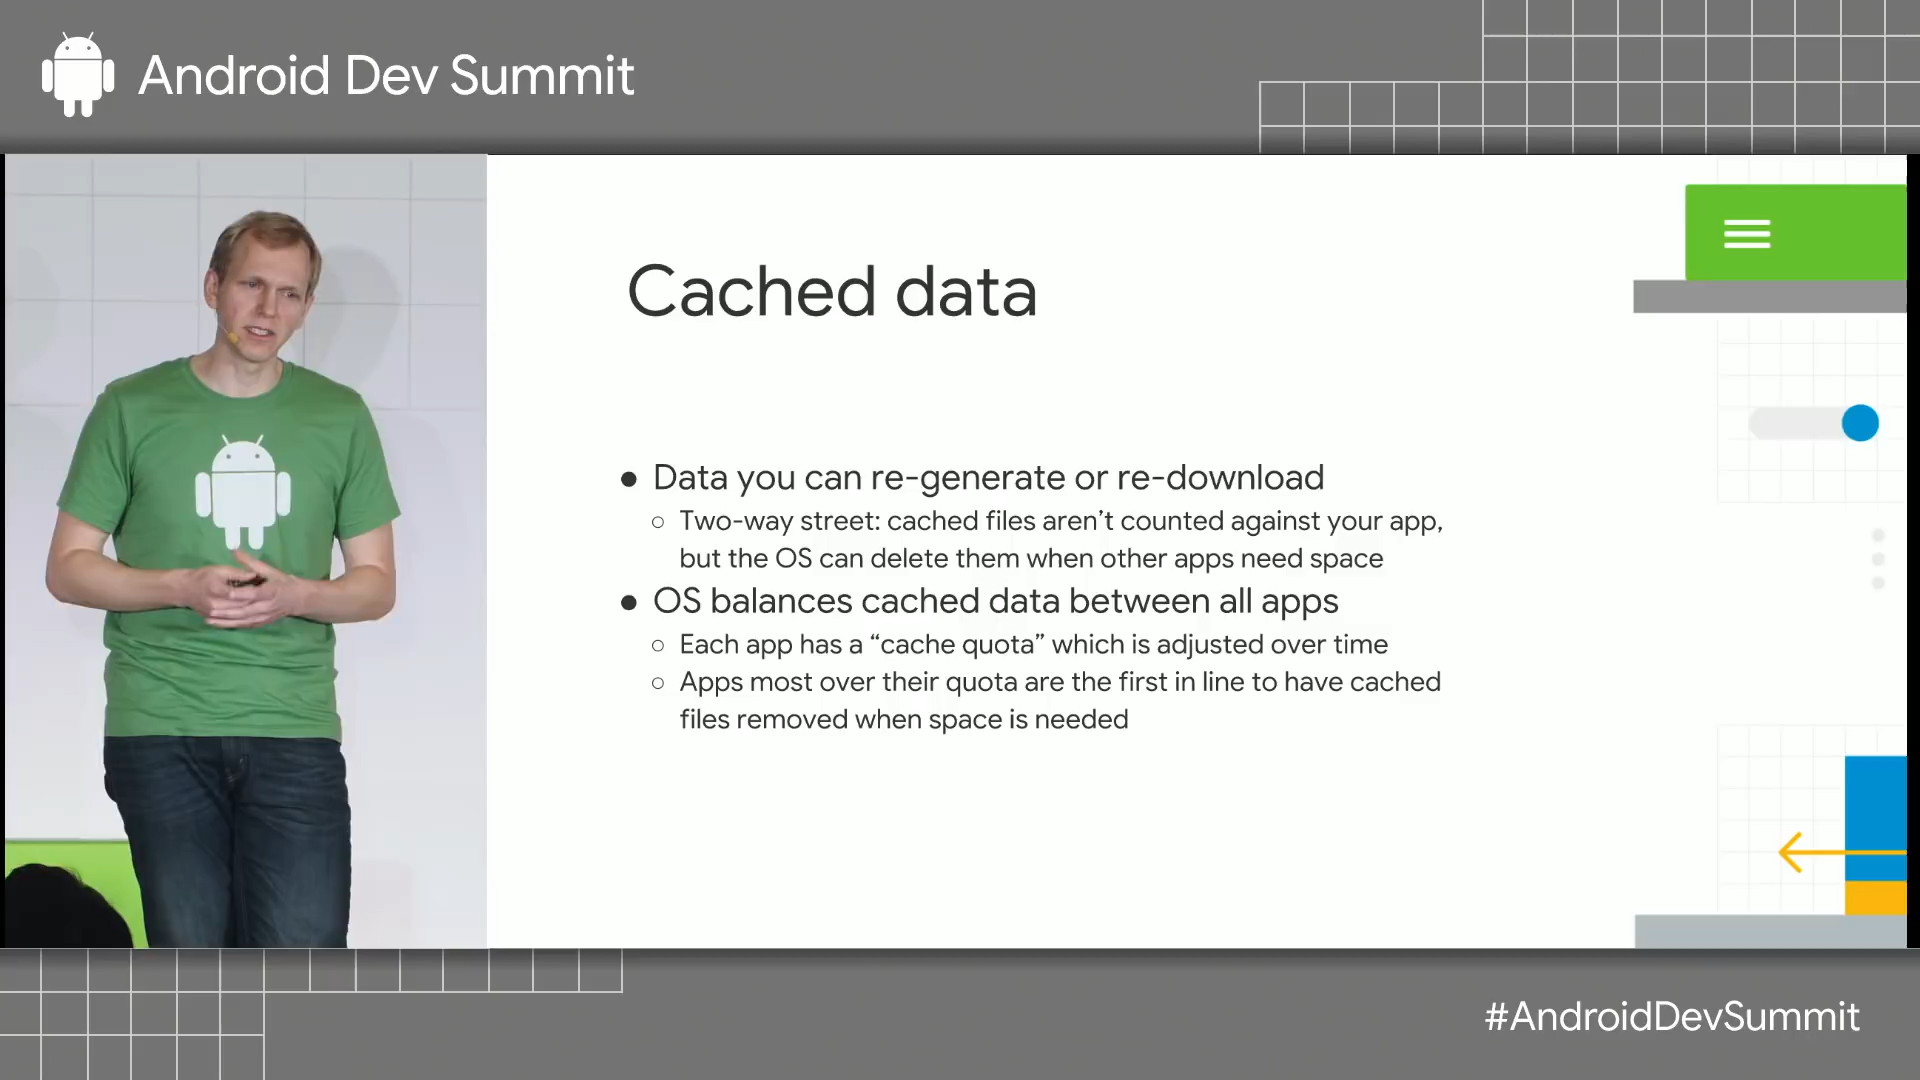 Android Dev Summit
Cached data
● Data you can re-generate or re-download
○ Two-way street: cached files aren’t counted against your app,
but the OS can delete them when other apps need space
● OS balances cached data between all apps
○ Each app has a “cache quota” which is adjusted over time
○ Apps most over their quota are the first in line to have cached
files removed when space is needed
#AndroidDevSummit